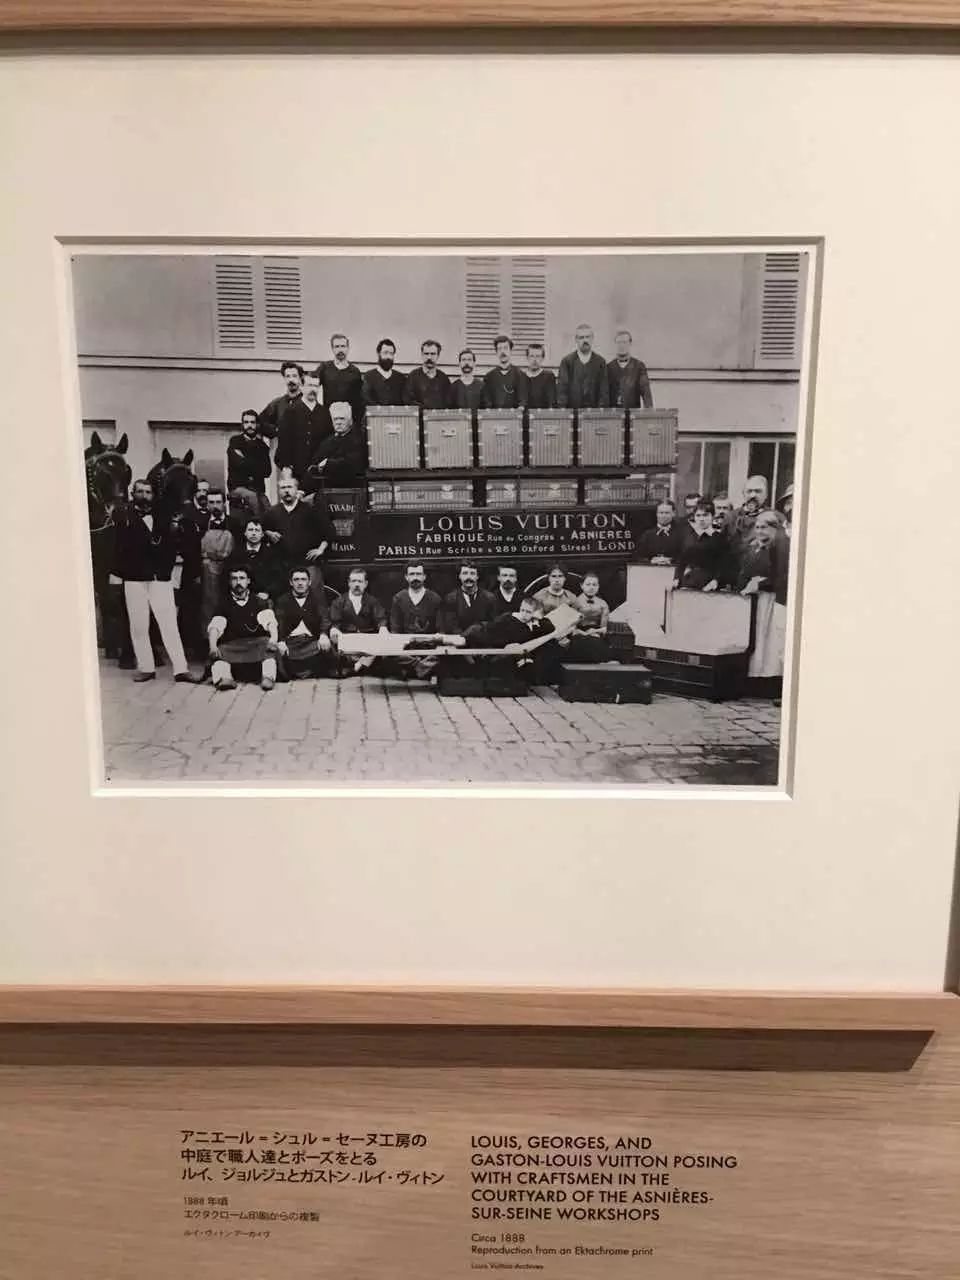 TRADE
MARK
LOUIS VUITTON
FABRIQUE Rue du Congrès à ASNIERES
PARIS 1 Rue Scribe & 289 Oxford Street LOND
アニエール=シュル=セーヌ工房の
中庭で職人達とポーズをとる
ルイ、ジョルジュとガストン-ルイ・ヴィトン
1888 年頃
エクタクローム印刷からの複製
ルイ・ヴィトン アーカイヴ
LOUIS, GEORGES, AND
GASTON-LOUIS VUITTON POSING
WITH CRAFTSMEN IN THE
COURTYARD OF THE ASNIÈRES-
SUR-SEINE WORKSHOPS
Circa 1888
Reproduction from an Ektachrome print
Louis Vuitton Archives